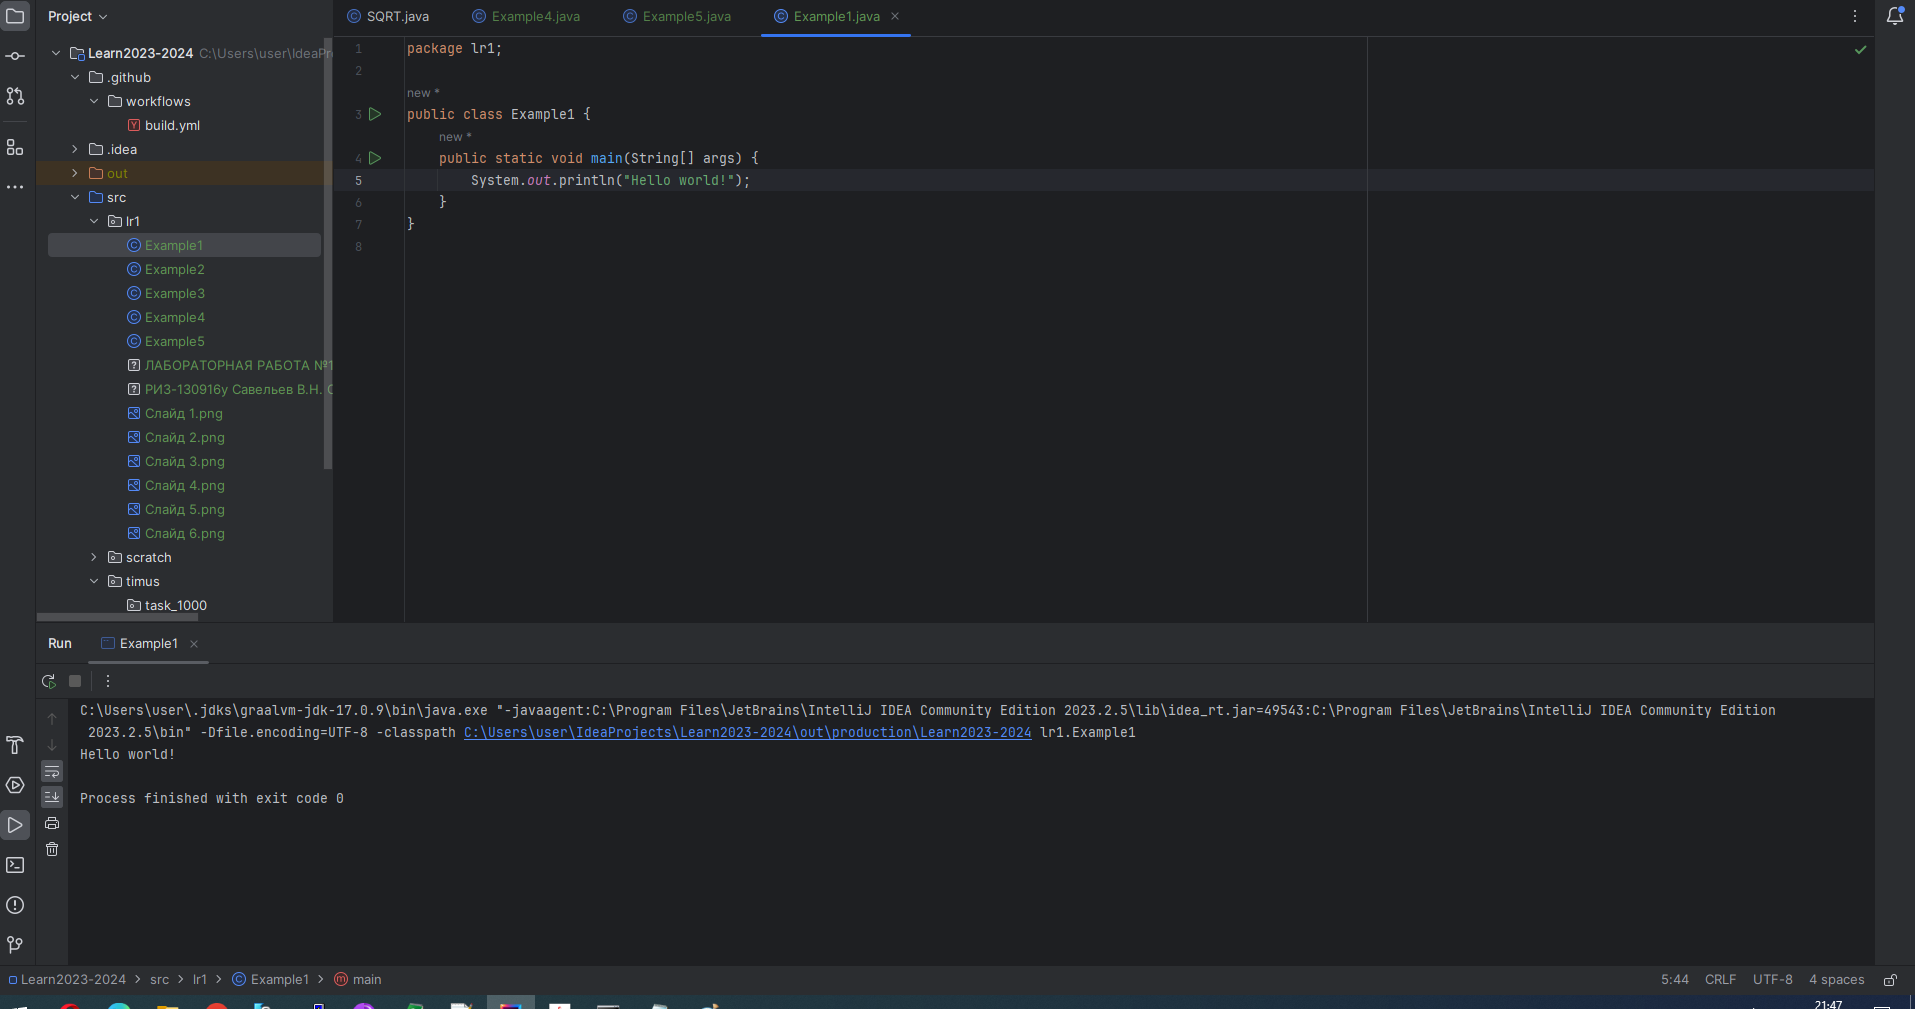 Project
SQRT.java
Example4.java
Example5.java
Example1.java
Learn2023-2024 C:\Users\user\IdeaPr
.github
workflows
build.yml
.idea
out
src
lr1
Example1
Example2
Example3
Example4
Example5
ЛАБОРАТОРНАЯ РАБОТА №1
РИЗ-130916у Савельев В.Н.
Слайд 1.png
Слайд 2.png
Слайд 3.png
Слайд 4.png
Слайд 5.png
Слайд 6.png
scratch
timus
task_1000
1 package lr1;
2
new *
3 public class Example1 {
new *
4 public static void main(String[] args) {
5 System.out.println("Hello world!");
6 }
7 }
8
Run
Example1
C:\Users\user\.jdks\graalvm-jdk-17.0.9\bin\java.exe "-javaagent:C:\Program Files\JetBrains\IntelliJ IDEA Community Edition 2023.2.5\lib\idea_rt.jar=49543:C:\Program Files\JetBrains\IntelliJ IDEA Community Edition
2023.2.5\bin" -Dfile.encoding=UTF-8 -classpath C:\Users\user\IdeaProjects\Learn2023-2024\out\production\Learn2023-2024 lr1.Example1
Hello world!
Process finished with exit code 0
Learn2023-2024 > src > lr1 > Example1 > main
5:44 CRLF UTF-8 4 spaces
21:47